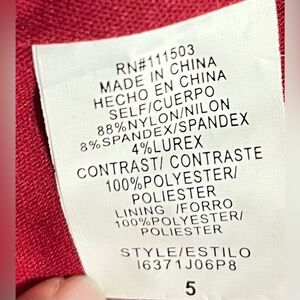 RN#111503
MADE IN CHINA
HECHO EN CHINA
SELF/CUERPO
88%NYLON/NILON
8%SPANDEX/SPANDEX
4%LUREX
CONTRAST/ CONTRASTE
100%POLYESTER/
POLIESTER
LINING /FORRO
100%POLYESTER/
POLIESTER
STYLE/ESTILO
I6371J06P8
5